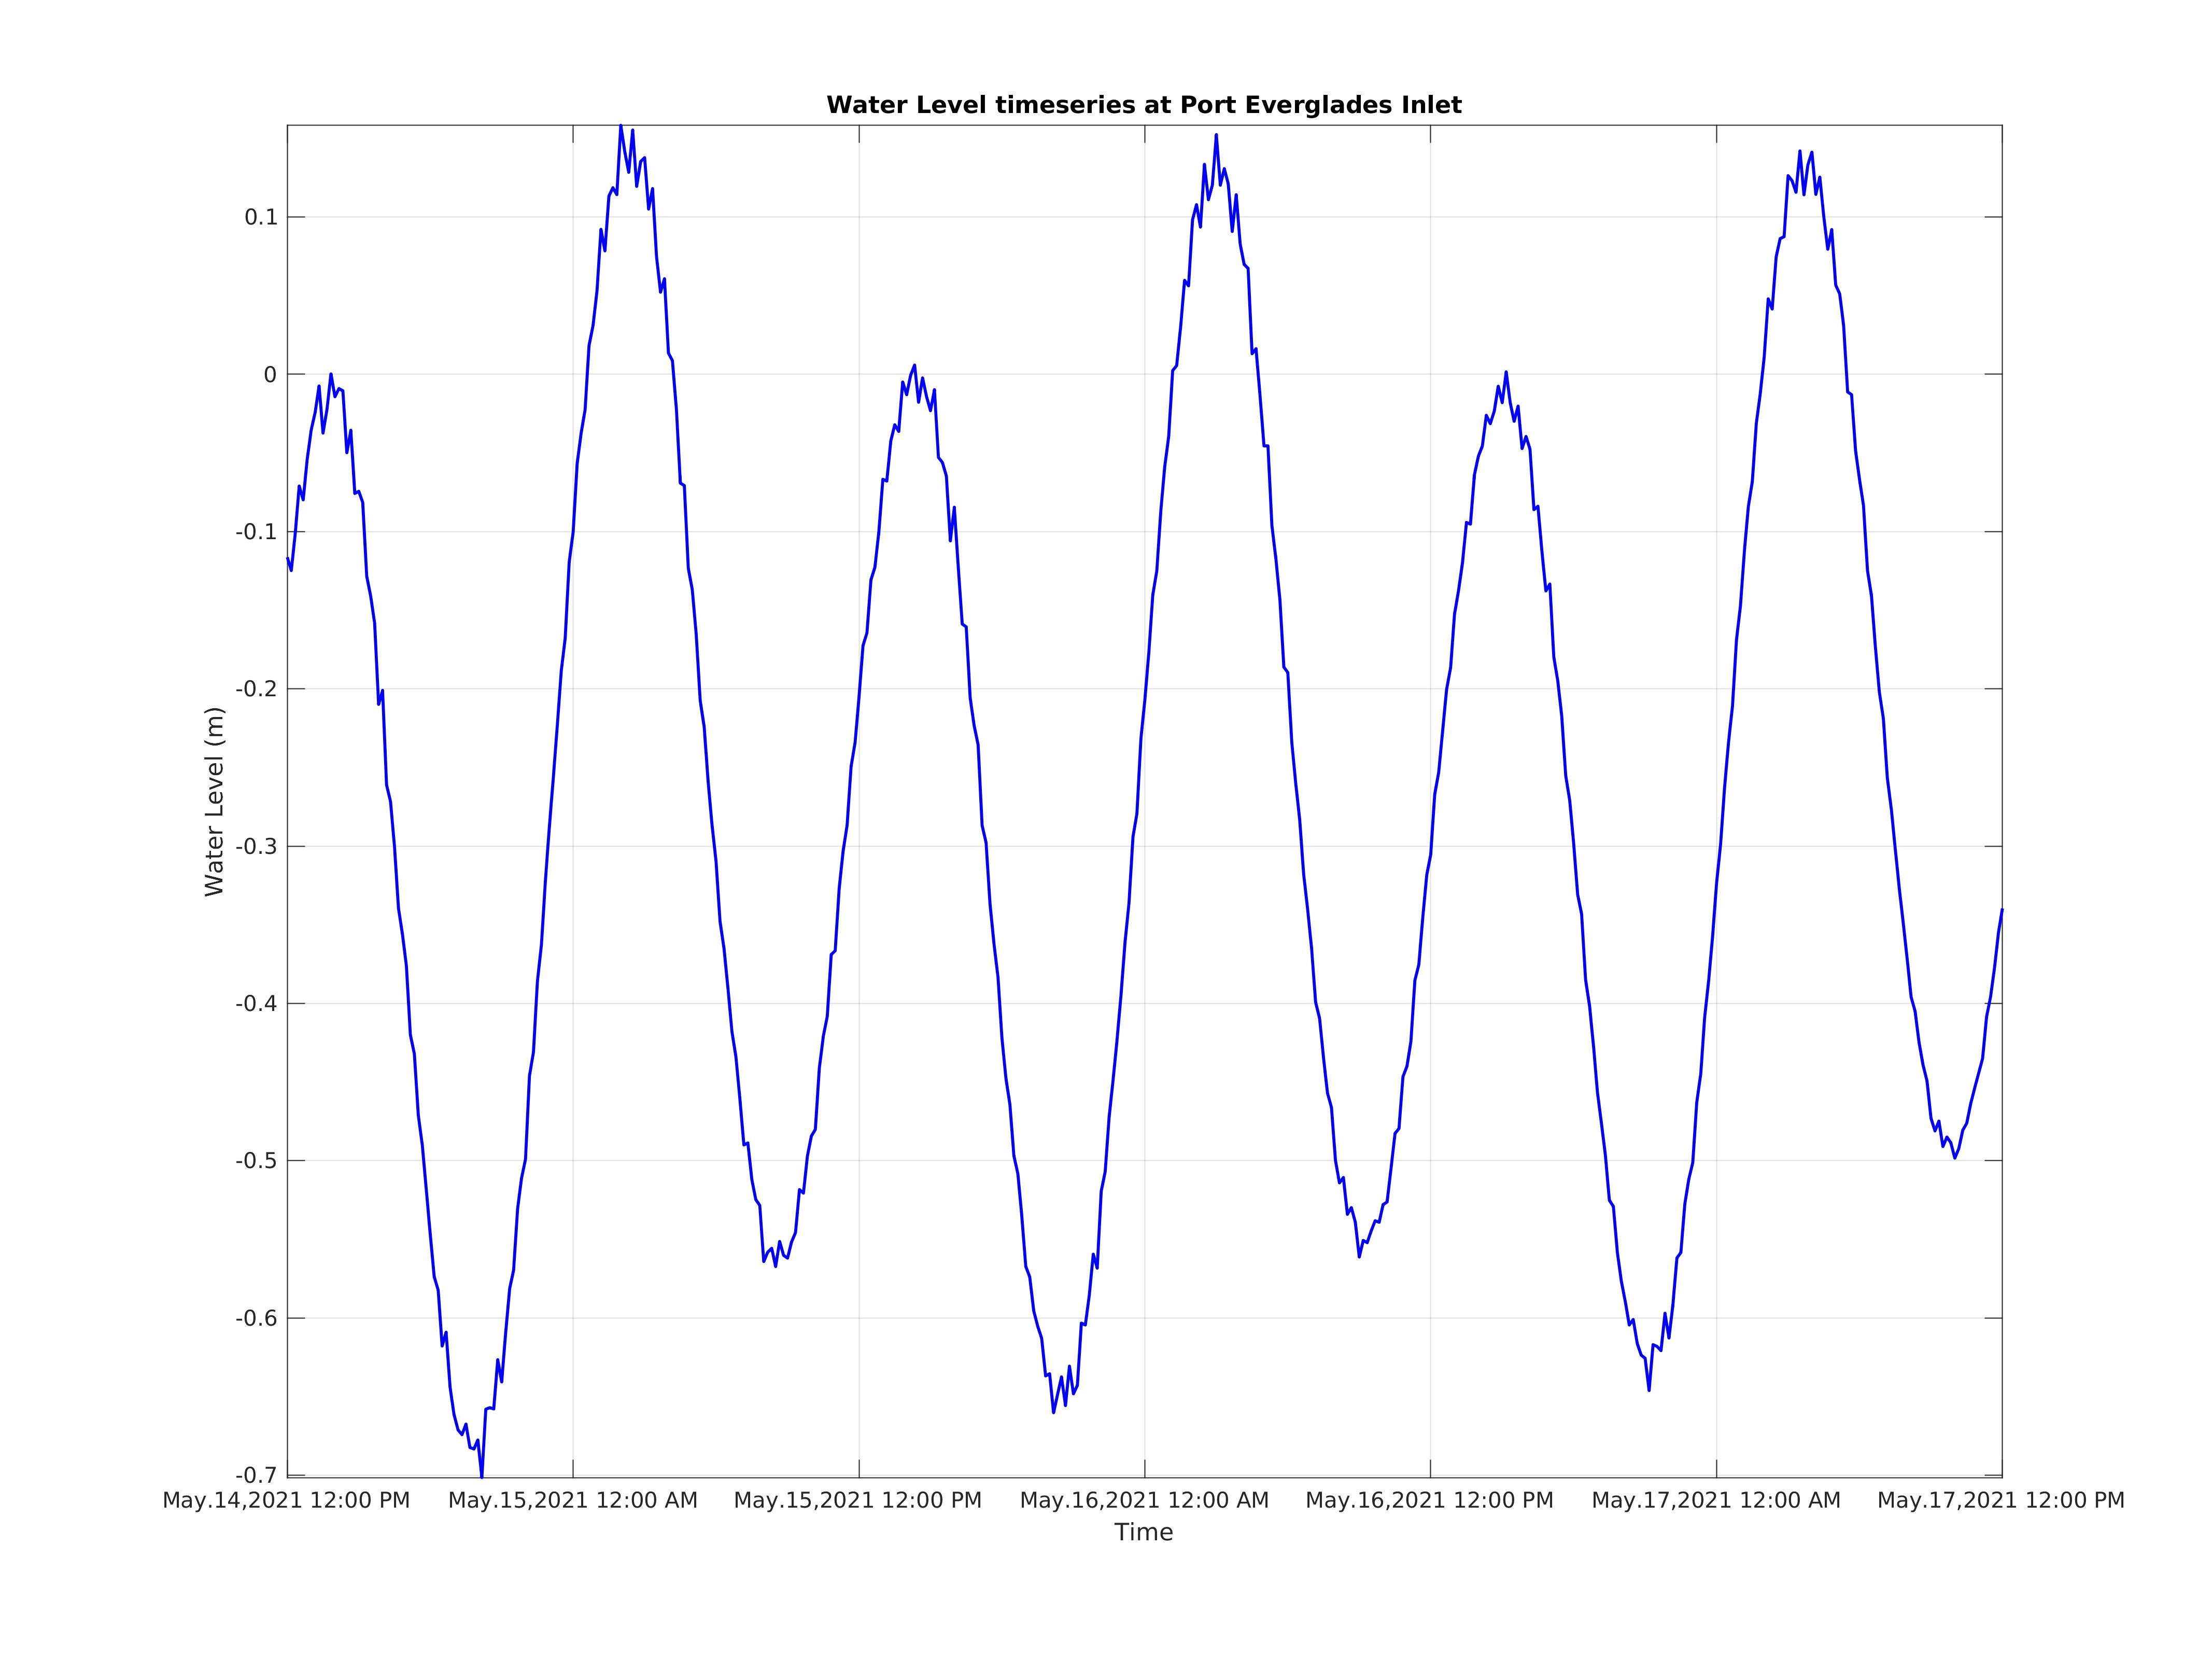 Water Level timeseries at Port Everglades Inlet
0.1
0
-0.1
-0.2
-0.3
-0.4
-0.5
-0.6
-0.7
Water Level (m)
May.14,2021 12:00 PM
May.15,2021 12:00 AM
May.15,2021 12:00 PM
May.16,2021 12:00 AM
May.16,2021 12:00 PM
May.17,2021 12:00 AM
May.17,2021 12:00 PM
Time